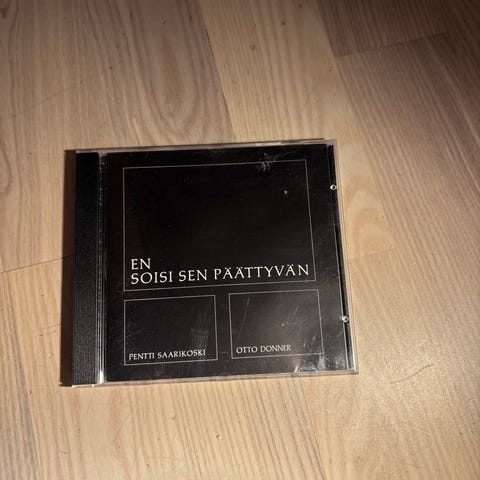 EN
SOISI SEN PÄÄTTYVÄN
PENTTI SAARIKOSKI
OTTO DONNER